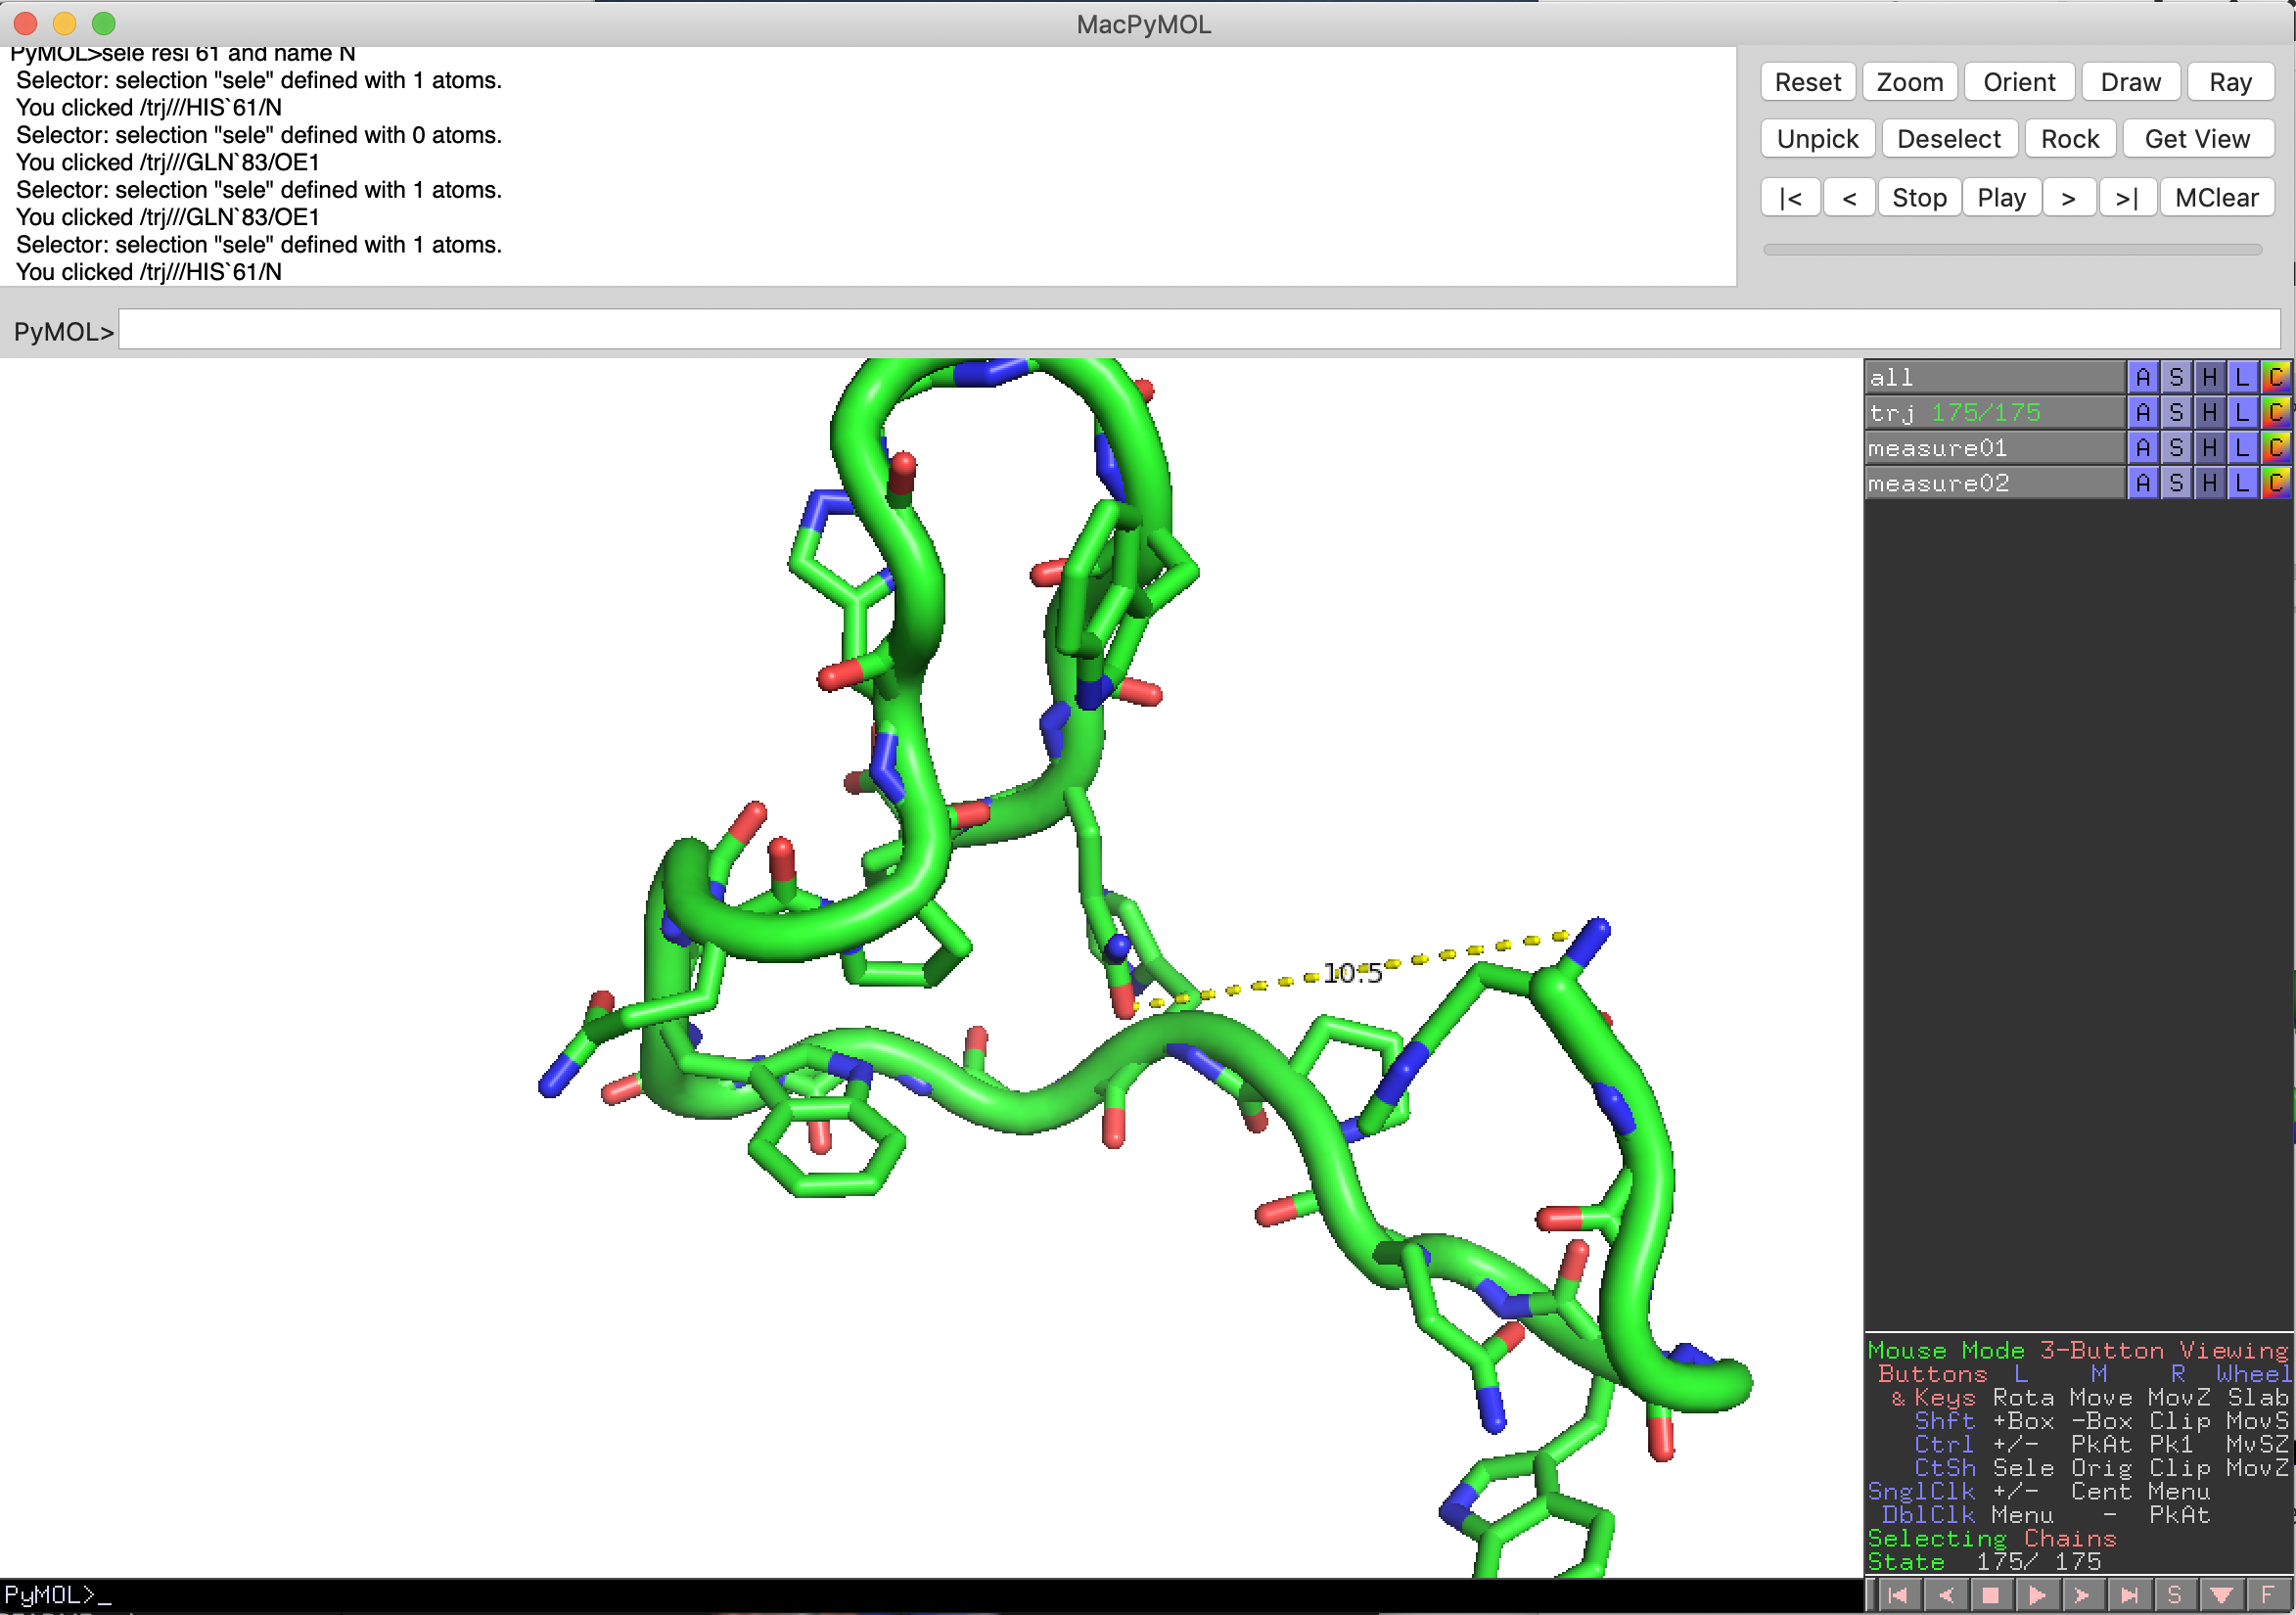 MacPyMOL
PyMOL>sele resi 61 and name N
Selector: selection "sele" defined with 1 atoms.
You clicked /trj///HIS`61/N
Selector: selection "sele" defined with 0 atoms.
You clicked /trj///GLN`83/OE1
Selector: selection "sele" defined with 1 atoms.
You clicked /trj///GLN`83/OE1
Selector: selection "sele" defined with 1 atoms.
You clicked /trj///HIS`61/N
Reset Zoom Orient Draw Ray
Unpick Deselect Rock Get View
|< < Stop Play > >| MClear
PyMOL>
all A S H L C
trj 175/175 A S H L C
measure01 A S H L C
measure02 A S H L C
10.5
Mouse Mode 3-Button Viewing
Buttons L M R Wheel
& Keys Rota Move MovZ Slab
Shft +Box -Box Clip MovS
Ctrl +/- PkAt Pk1 MvSZ
CtSh Sele Orig Clip MovZ
SnglClk +/- Cent Menu
DblClk Menu - PkAt
Selecting Chains
State 175/ 175
PyMOL>_
S F